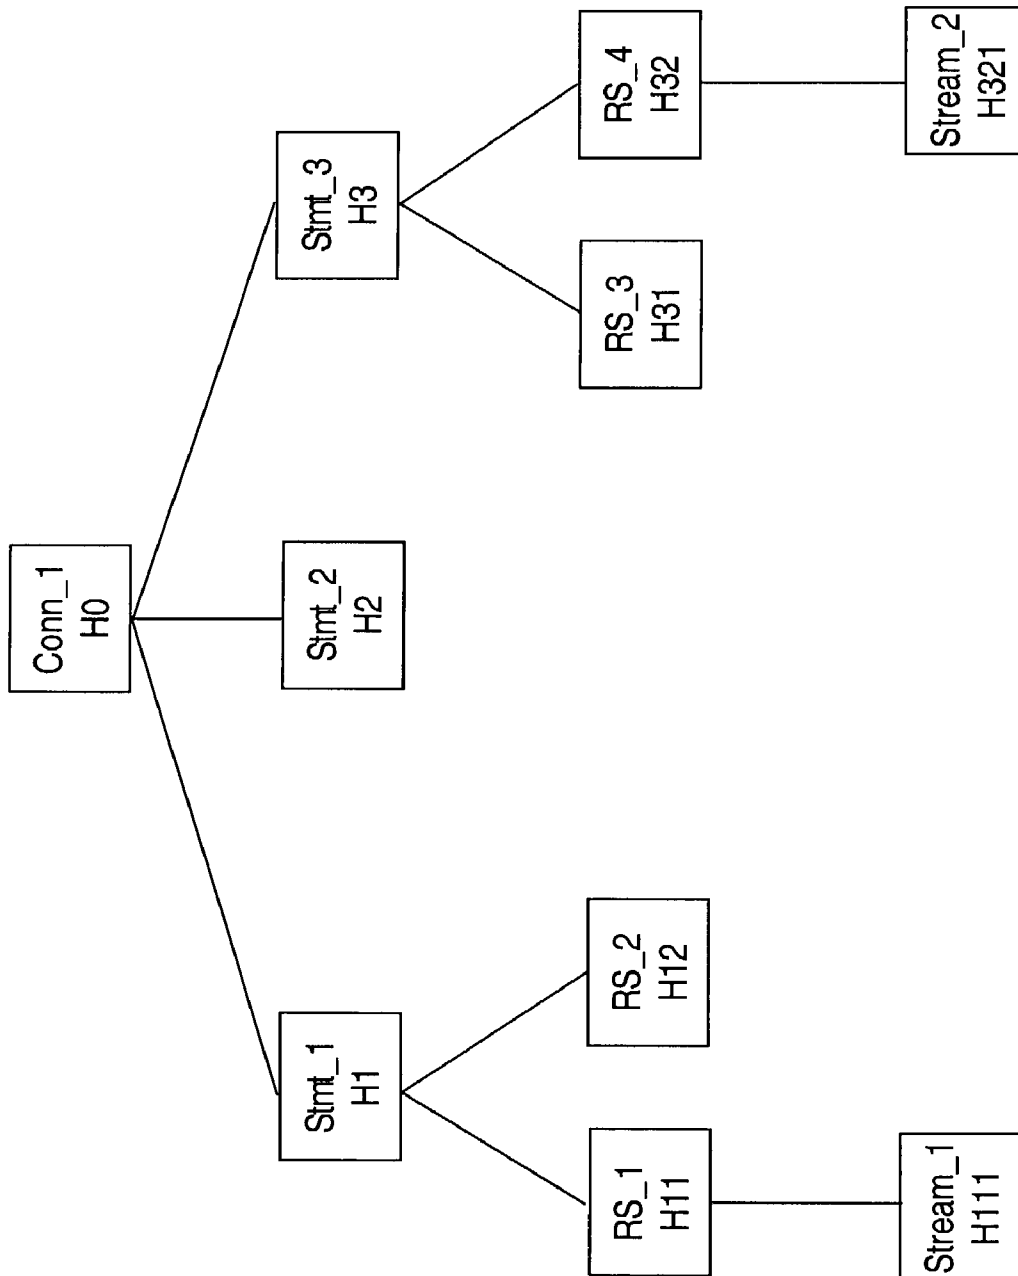 Conn_1
H0
Stmt_1
H1
Stmt_2
H2
Stmt_3
H3
RS_1
H11
RS_2
H12
RS_3
H31
RS_4
H32
Stream_1
H111
Stream_2
H321